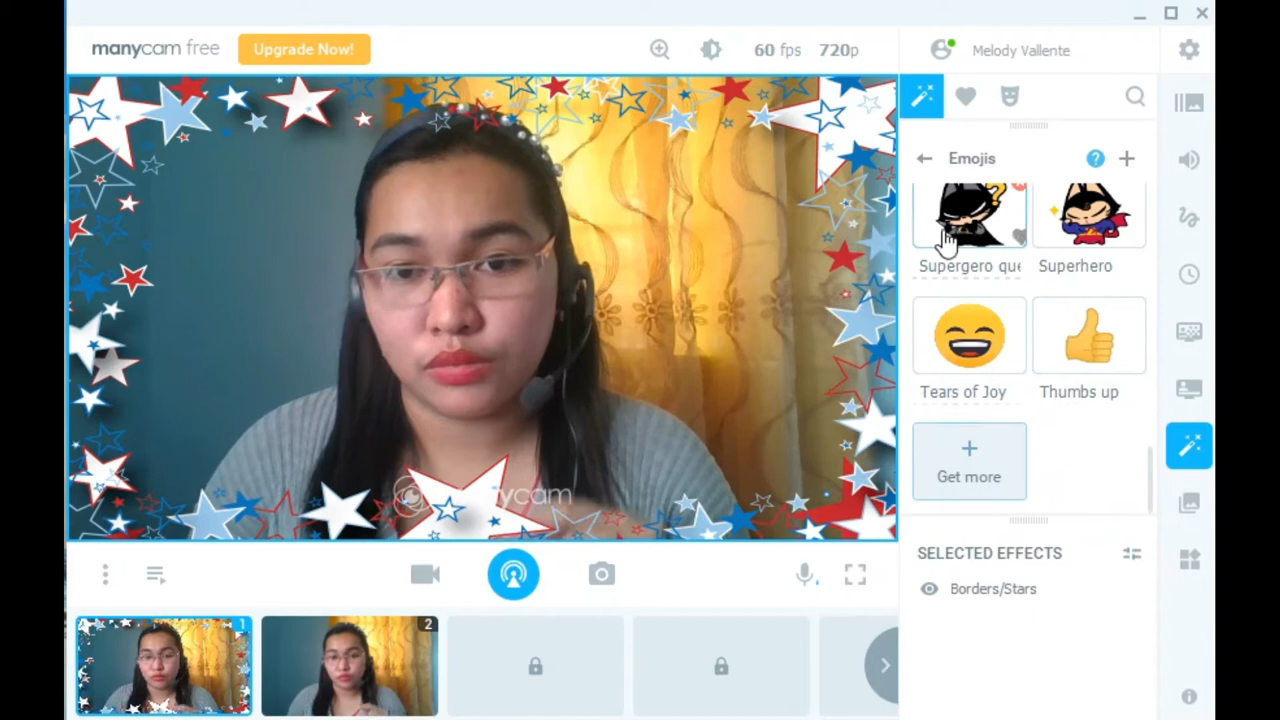 manycam free
Upgrade Now!
60 fps
720p
Melody Vallente
Emojis
?
Supergero que
Superhero
Tears of Joy
Thumbs up
+
Get more
ycam
SELECTED EFFECTS
Borders/Stars
1
2